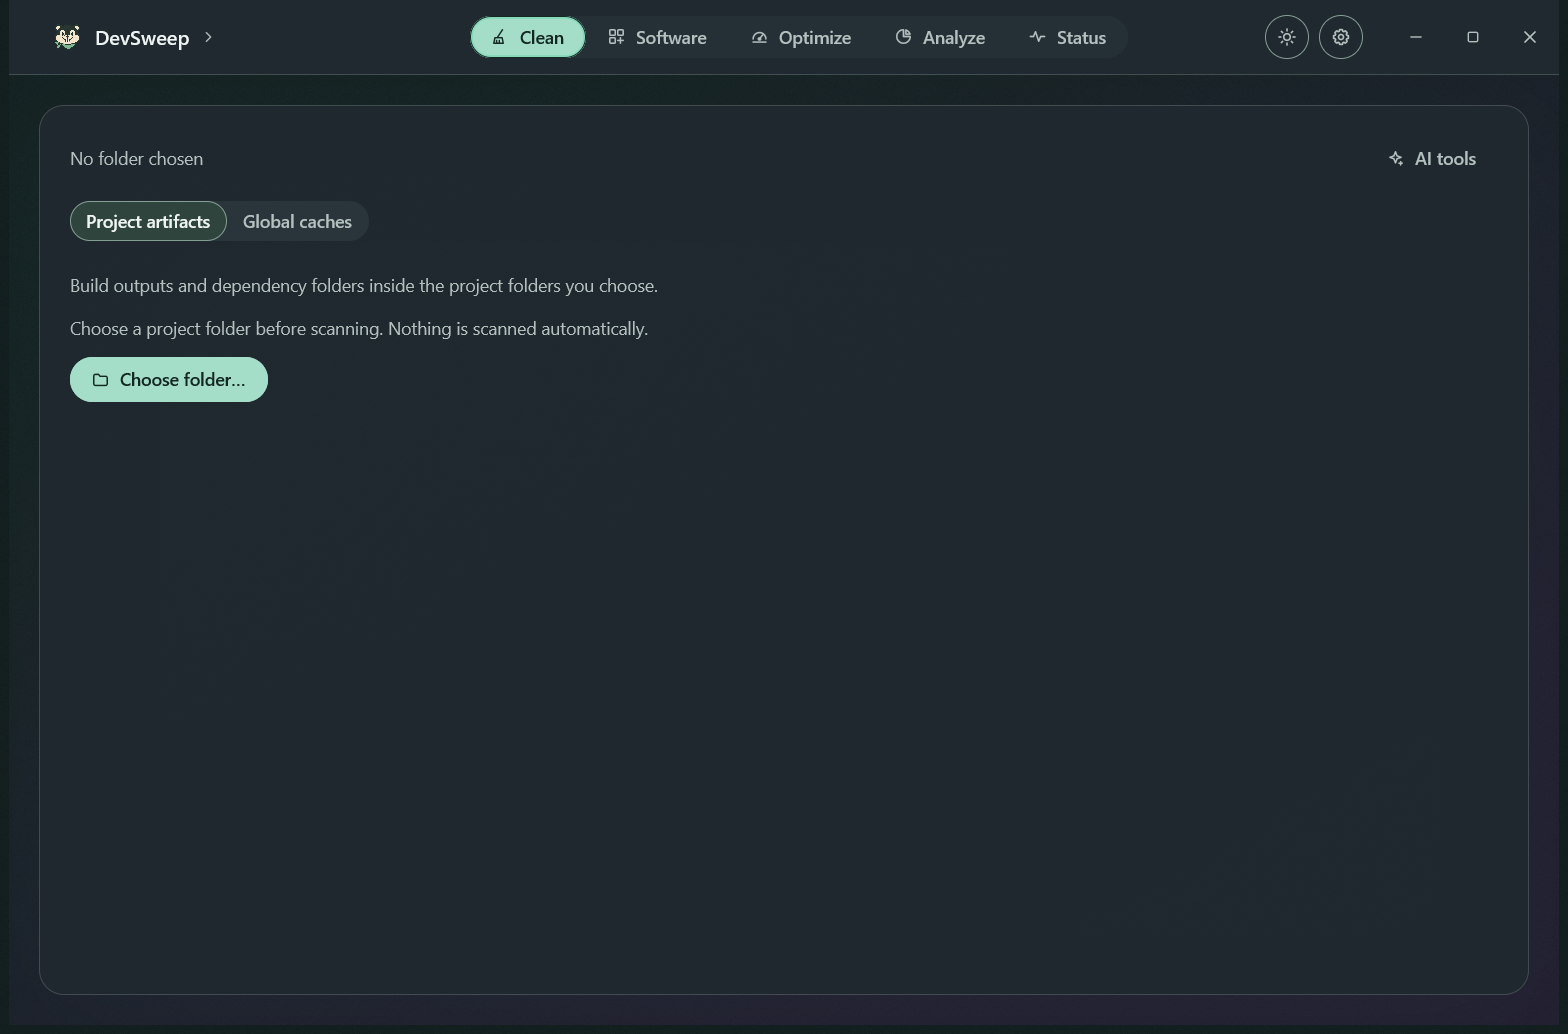 DevSweep
Clean
Software
Optimize
Analyze
Status
No folder chosen
AI tools
Project artifacts
Global caches
Build outputs and dependency folders inside the project folders you choose.
Choose a project folder before scanning. Nothing is scanned automatically.
Choose folder...